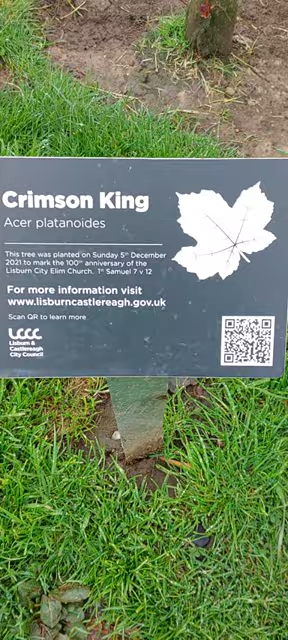 Crimson King
Acer platanoides
This tree was planted on Sunday 5th December
2021 to mark the 100th anniversary of the
Lisburn City Elim Church. 1st Samuel 7 v 12
For more information visit
www.lisburncastlereagh.gov.uk
Scan QR to learn more
LCCC
Lisburn &
Castlereagh
City Council